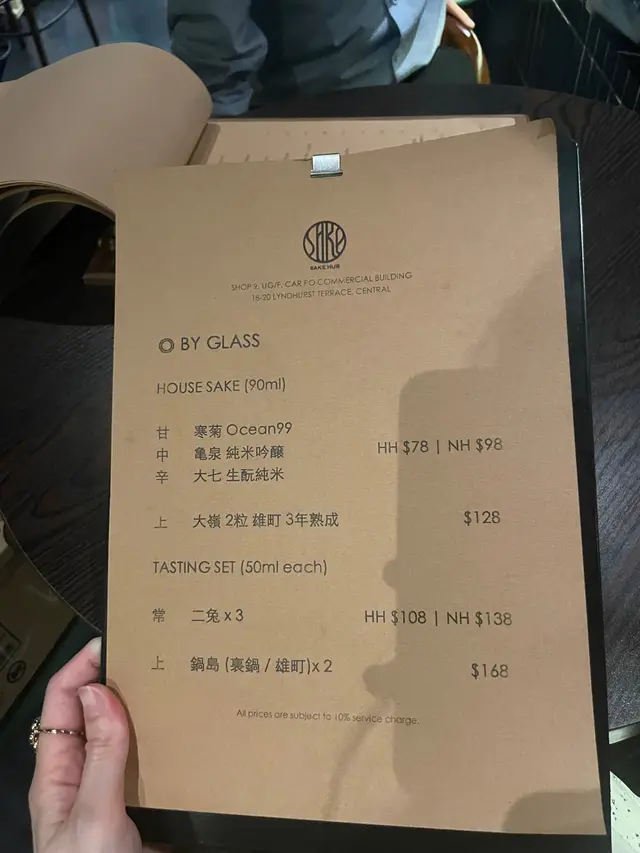 SAKE
SAKE HUB
SHOP 2, UG/F, CAR PO COMMERCIAL BUILDING
18-20 LYNDHURST TERRACE, CENTRAL
BY GLASS
HOUSE SAKE (90ml)
甘 寒菊 Ocean99
中 亀泉 純米吟醸 HH $78 | NH $98
辛 大七 生酛純米
上 大嶺 2粒 雄町 3年熟成 $128
TASTING SET (50ml each)
常 二兔 x 3 HH $108 | NH $138
上 鍋島 (裏鍋 / 雄町)x 2 $168
All prices are subject to 10% service charge.